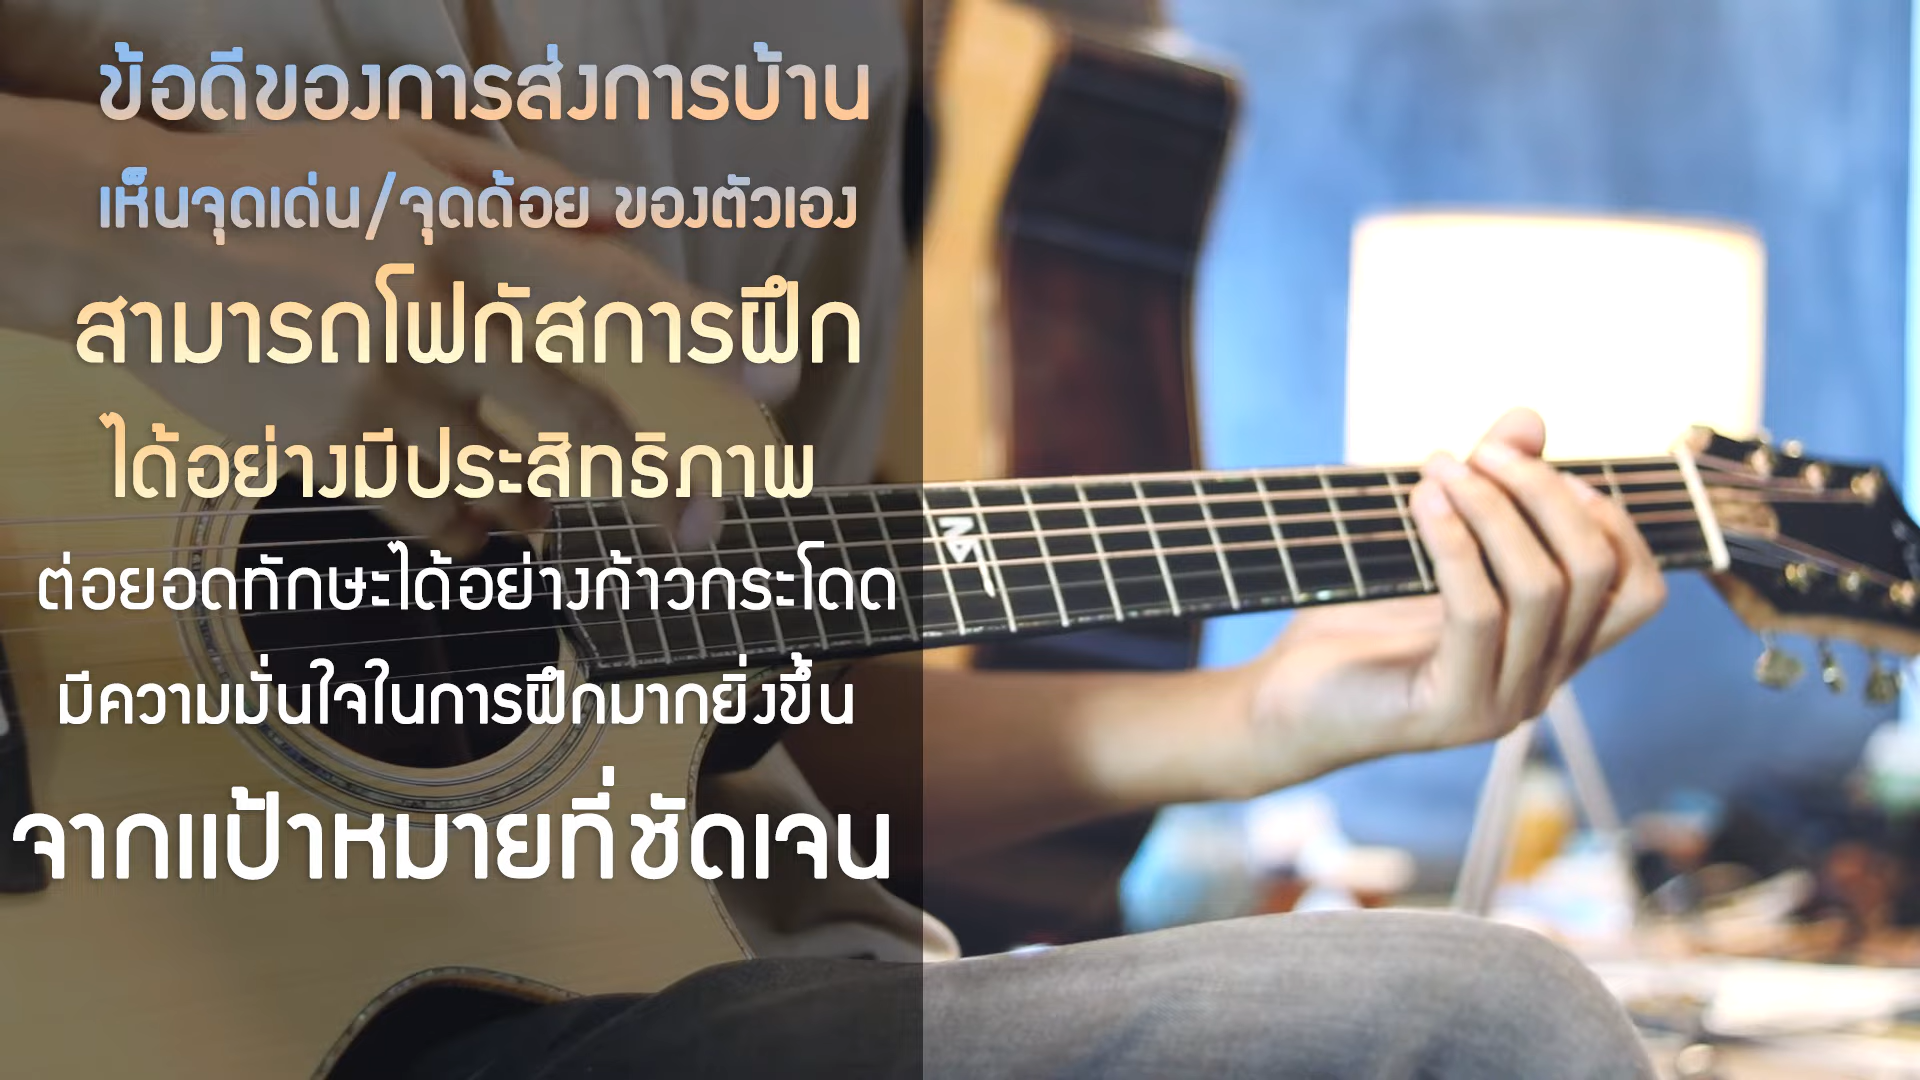 ข้อดีของการส่งการบ้าน
เห็นจุดเด่น/จุดด้อย ของตัวเอง
สามารถโฟกัสการฝึก
ได้อย่างมีประสิทธิภาพ
ต่อยอดทักษะได้อย่างก้าวกระโดด
มีความมั่นใจในการฝึกมากยิ่งขึ้น
จากแป้าหมายที่ชัดเจน